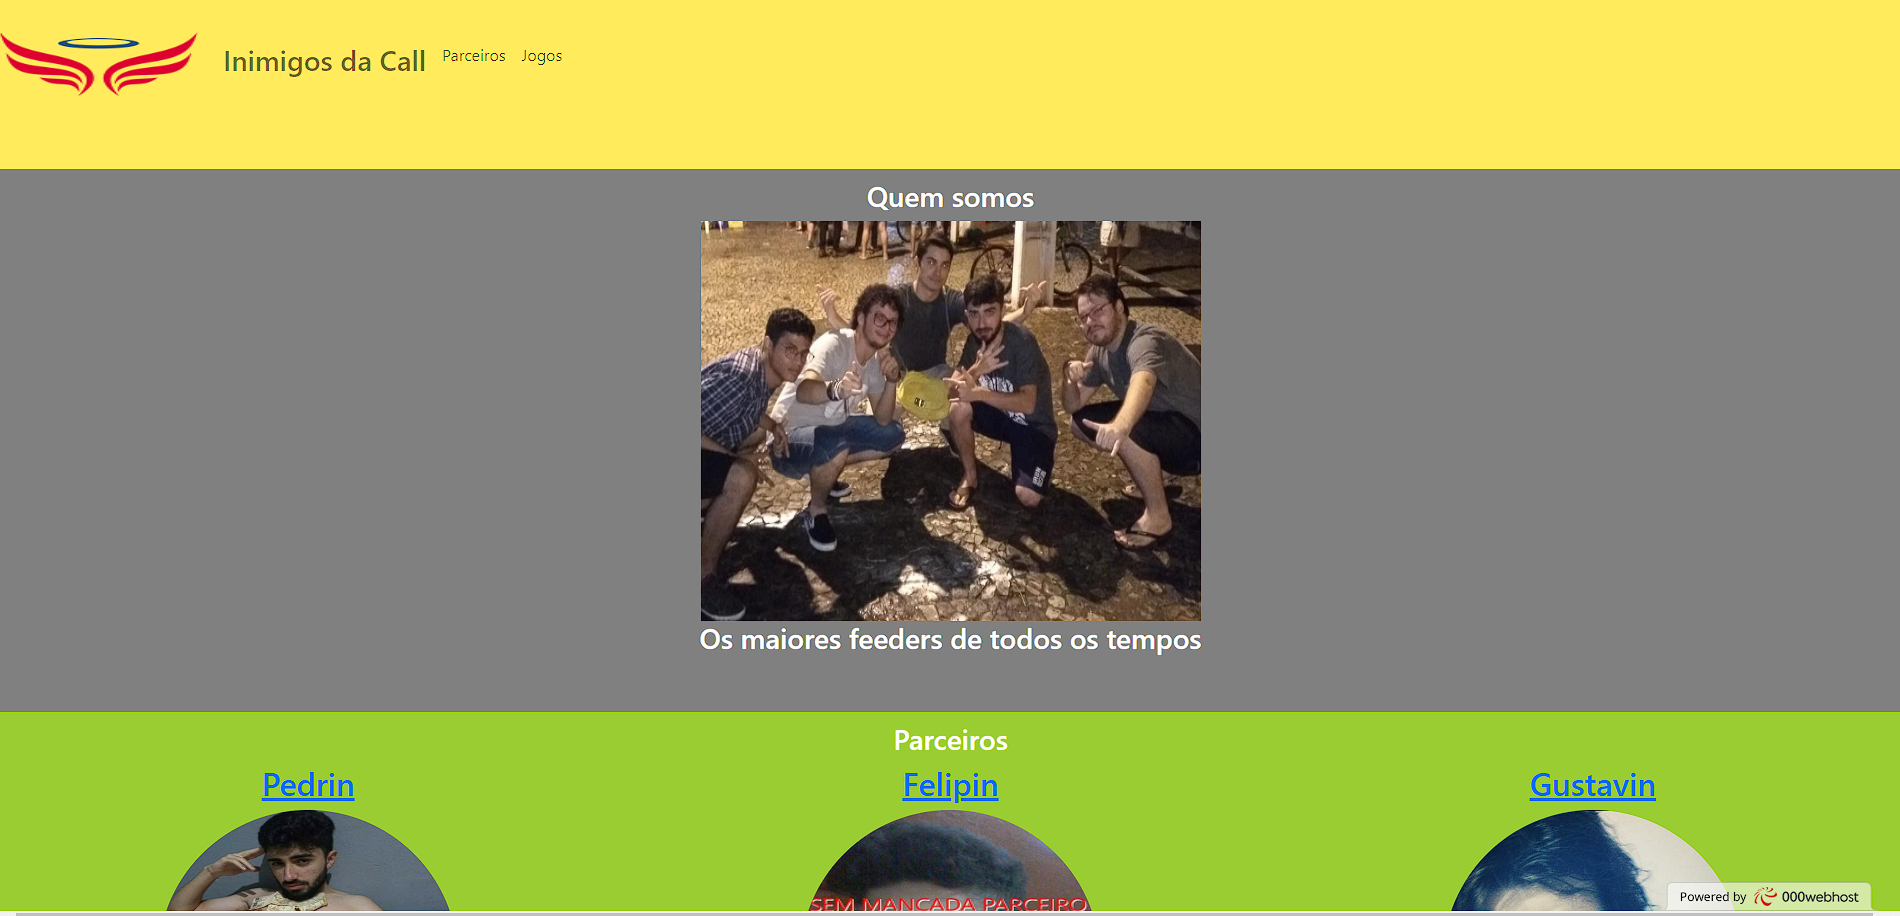 Inimigos da Call
Parceiros
Jogos
Quem somos
Os maiores feeders de todos os tempos
Parceiros
Pedrin
Felipin
Gustavin
SEM MANCADA PARCEIRO
Powered by 000webhost